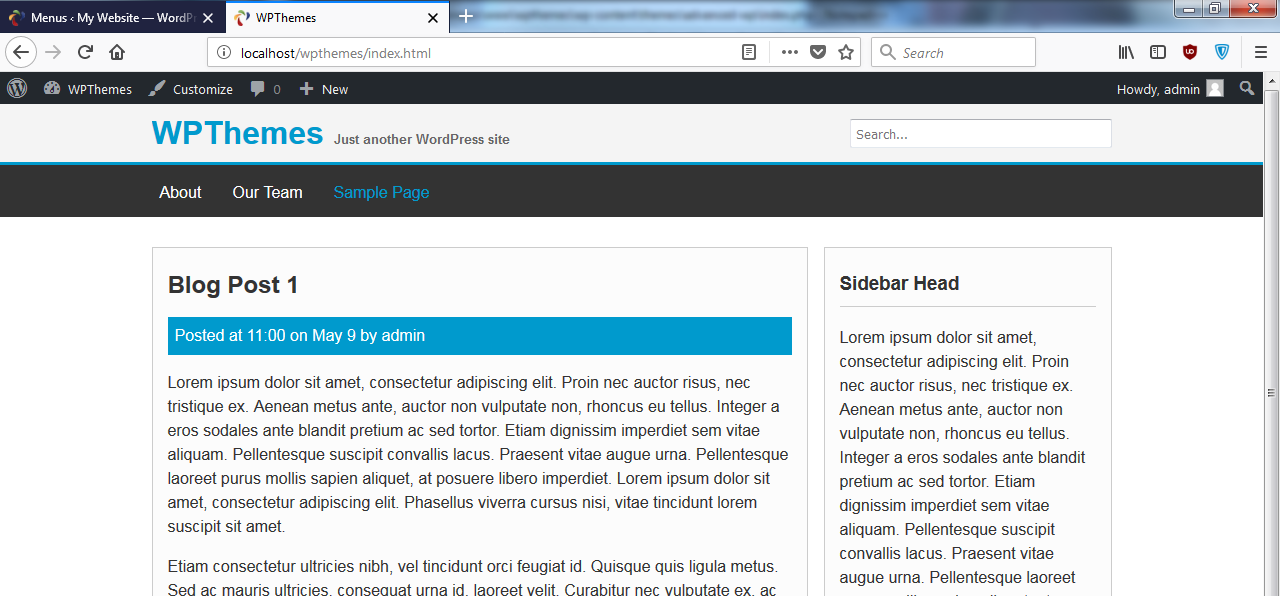 Menus ‹ My Website — WordPr
WPThemes
localhost/wpthemes/index.html
Search
WPThemes
Customize
0
New
Howdy, admin
WPThemes
Just another WordPress site
Search...
About
Our Team
Sample Page
Blog Post 1
Posted at 11:00 on May 9 by admin
Lorem ipsum dolor sit amet, consectetur adipiscing elit. Proin nec auctor risus, nec
tristique ex. Aenean metus ante, auctor non vulputate non, rhoncus eu tellus. Integer a
eros sodales ante blandit pretium ac sed tortor. Etiam dignissim imperdiet sem vitae
aliquam. Pellentesque suscipit convallis lacus. Praesent vitae augue urna. Pellentesque
laoreet purus mollis sapien aliquet, at posuere libero imperdiet. Lorem ipsum dolor sit
amet, consectetur adipiscing elit. Phasellus viverra cursus nisi, vitae tincidunt lorem
suscipit sit amet.
Etiam consectetur ultricies nibh, vel tincidunt orci feugiat id. Quisque quis ligula metus.
Sed ac mauris ultricies, consequat urna id, laoreet velit. Curabitur nec vulputate ex, ac
Sidebar Head
Lorem ipsum dolor sit amet,
consectetur adipiscing elit. Proin
nec auctor risus, nec tristique ex.
Aenean metus ante, auctor non
vulputate non, rhoncus eu tellus.
Integer a eros sodales ante blandit
pretium ac sed tortor. Etiam
dignissim imperdiet sem vitae
aliquam. Pellentesque suscipit
convallis lacus. Praesent vitae
augue urna. Pellentesque laoreet